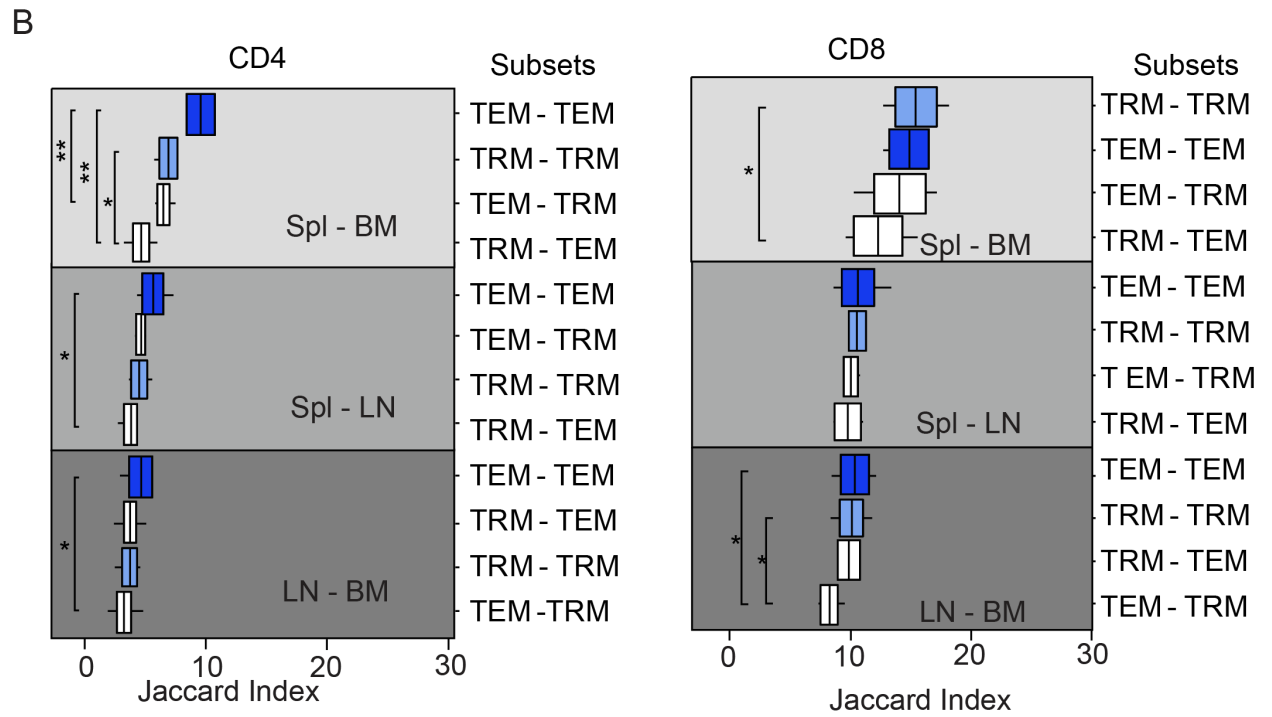 B
CD4
Subsets
TEM - TEM
TRM - TRM
TEM - TRM
TRM - TEM
Spl - BM
**
**
*
TEM - TEM
TEM - TRM
TRM - TRM
TRM - TEM
Spl - LN
*
TEM - TEM
TRM - TEM
TRM - TRM
TEM -TRM
LN - BM
*
0 10 20 30
Jaccard Index
CD8
Subsets
TRM - TRM
TEM - TEM
TEM - TRM
TRM - TEM
Spl - BM
*
TEM - TEM
TRM - TRM
T EM - TRM
TRM - TEM
Spl - LN
TEM - TEM
TRM - TRM
TRM - TEM
TEM - TRM
LN - BM
*
*
0 10 20 30
Jaccard Index